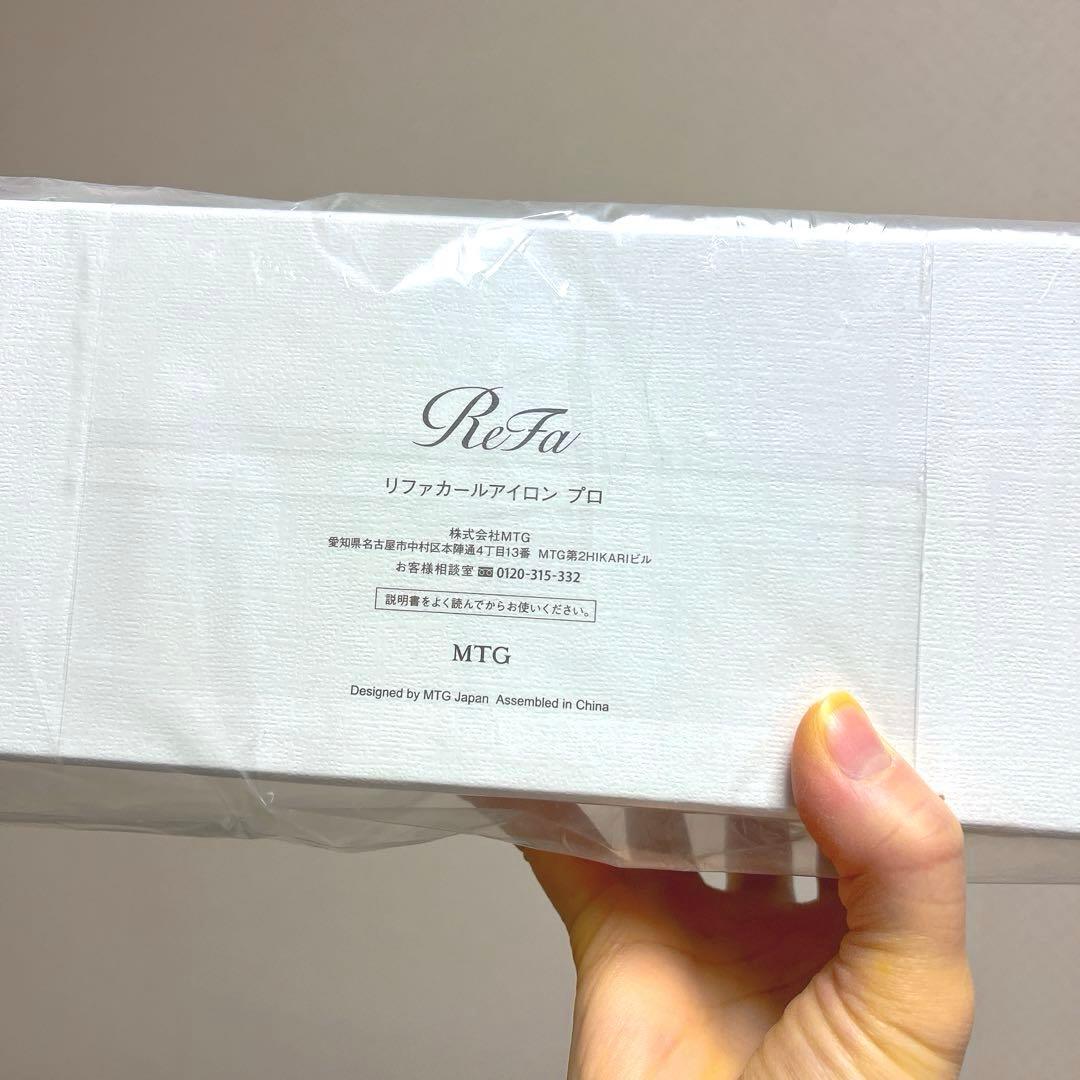 ReFa
リファカールアイロン プロ
株式会社MTG
愛知県名古屋市中村区本陣通4丁目13番 MTG第2HIKARIビル
お客様相談室 0120-315-332
説明書をよく読んでからお使いください。
MTG
Designed by MTG Japan Assembled in China